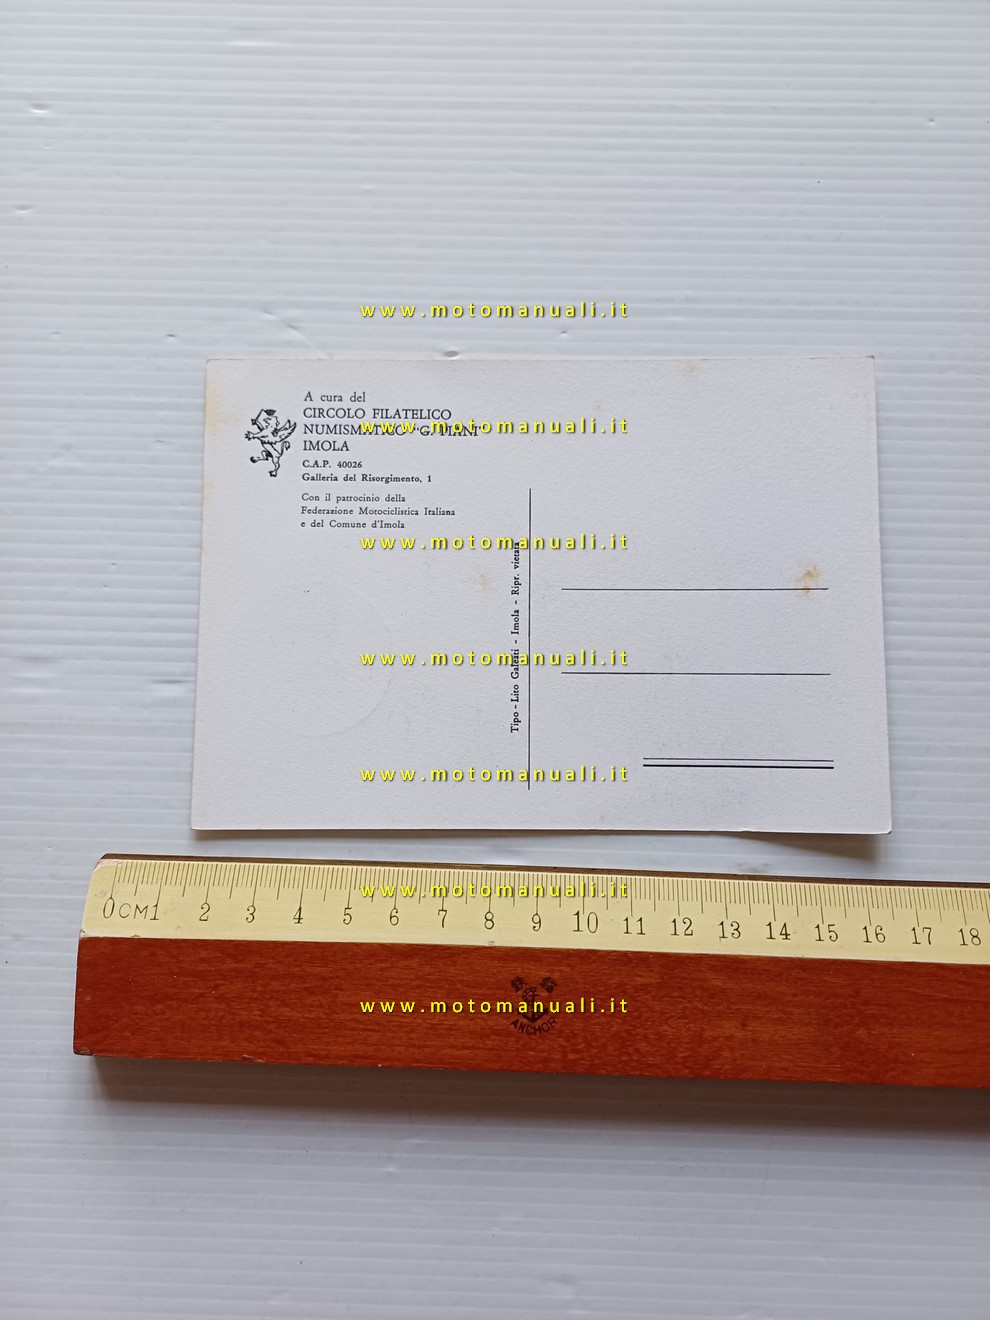 www.motomanuali.it
A cura del
CIRCOLO FILATELICO
NUMISMATICO "G. PIANI"
www.motomanuali.it
IMOLA
C.A.P. 40026
Galleria del Risorgimento, 1
Con il patrocinio della
Federazione Motociclistica Italiana
e del Comune d'Imola
www.motomanuali.it
Tipo - Lito Galeati - Imola - Ripr. vietata
www.motomanuali.it
www.motomanuali.it
www.motomanuali.it
0CM1 2 3 4 5 6 7 8 9 10 11 12 13 14 15 16 17 18
www.motomanuali.it
ANCHOR